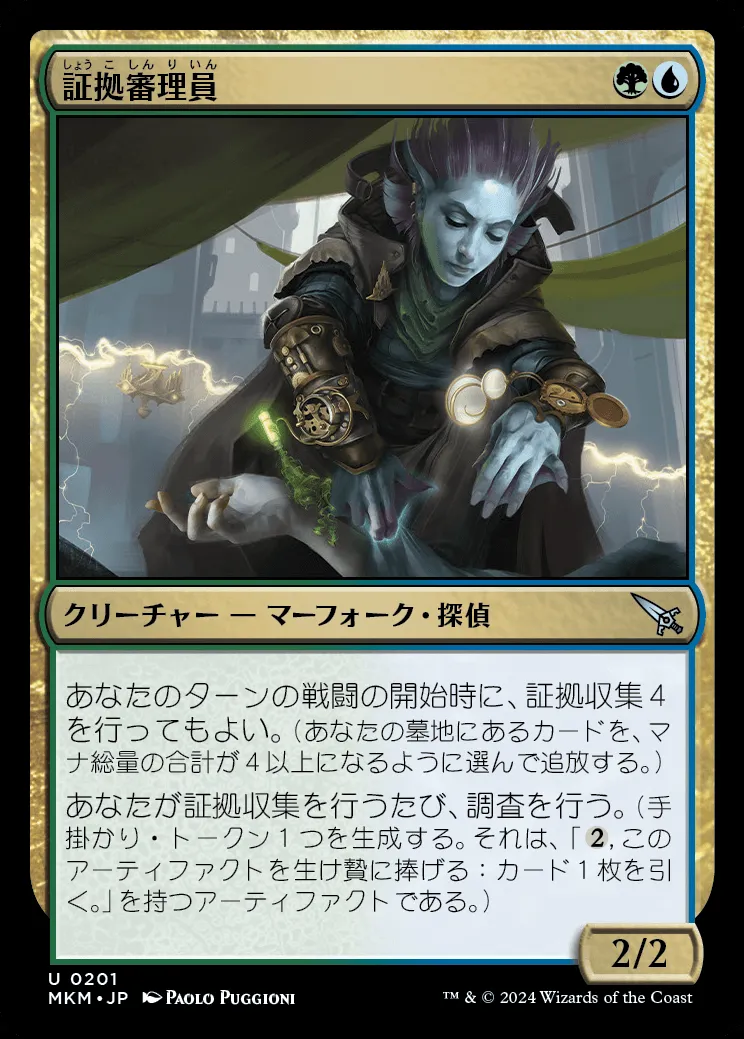 しょうこしんりいん
証拠審理員
クリーチャー — マーフォーク・探偵
あなたのターンの戦闘の開始時に、証拠収集4
を行ってもよい。(あなたの墓地にあるカードを、マ
ナ総量の合計が4以上になるように選んで追放する。)
あなたが証拠収集を行うたび、調査を行う。(手
掛かり・トークン1つを生成する。それは、「2,この
アーティファクトを生け贄に捧げる:カード1枚を引
く。」を持つアーティファクトである。)
2/2
U 0201
MKM・JP Paolo Puggioni
™ & © 2024 Wizards of the Coast